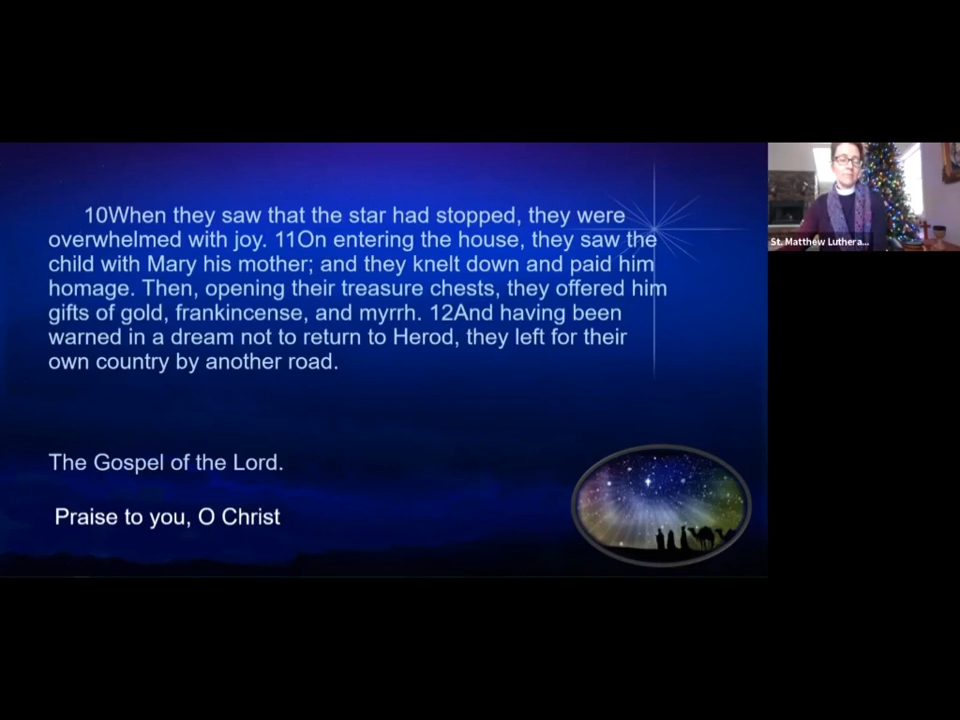 10When they saw that the star had stopped, they were
overwhelmed with joy. 11On entering the house, they saw the
child with Mary his mother; and they knelt down and paid him
homage. Then, opening their treasure chests, they offered him
gifts of gold, frankincense, and myrrh. 12And having been
warned in a dream not to return to Herod, they left for their
own country by another road.
The Gospel of the Lord.
Praise to you, O Christ
St. Matthew Luthera...